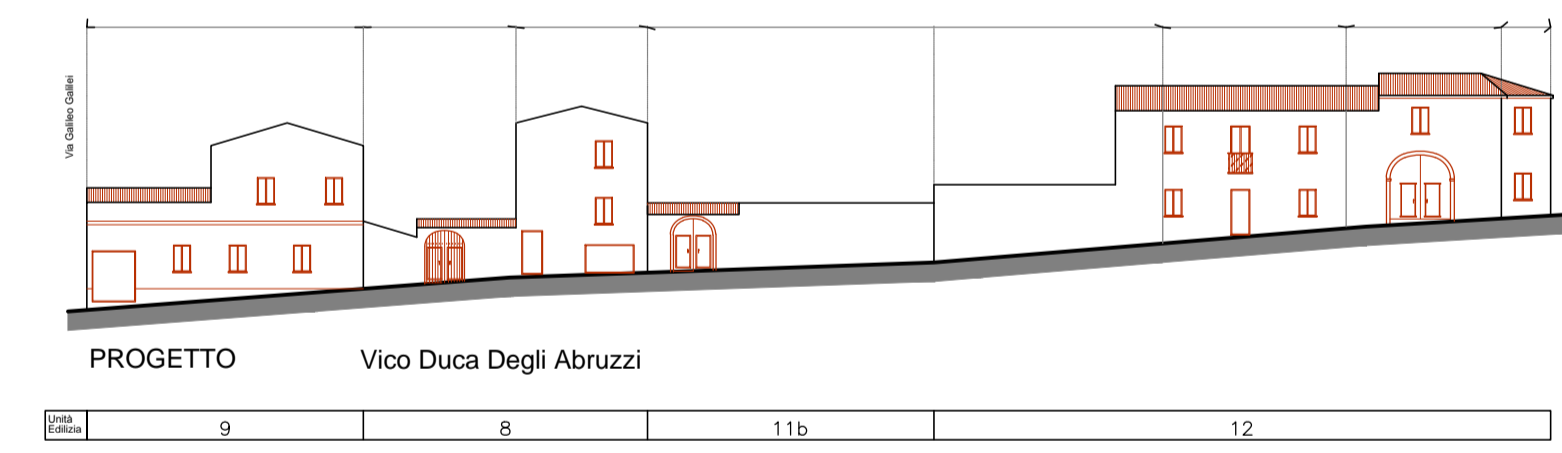 Via Galileo Galilei
PROGETTO Vico Duca Degli Abruzzi
Unità
Edilizia
9 8 11b 12